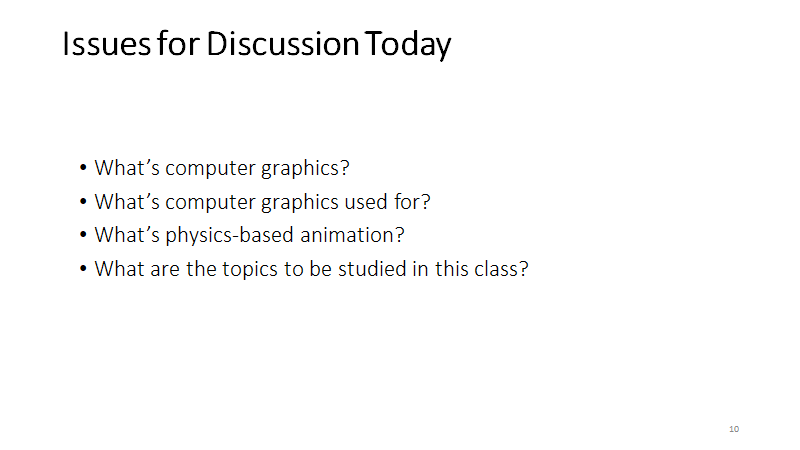 Issues for Discussion Today
• What's computer graphics?
• What's computer graphics used for?
• What's physics-based animation?
• What are the topics to be studied in this class?
10